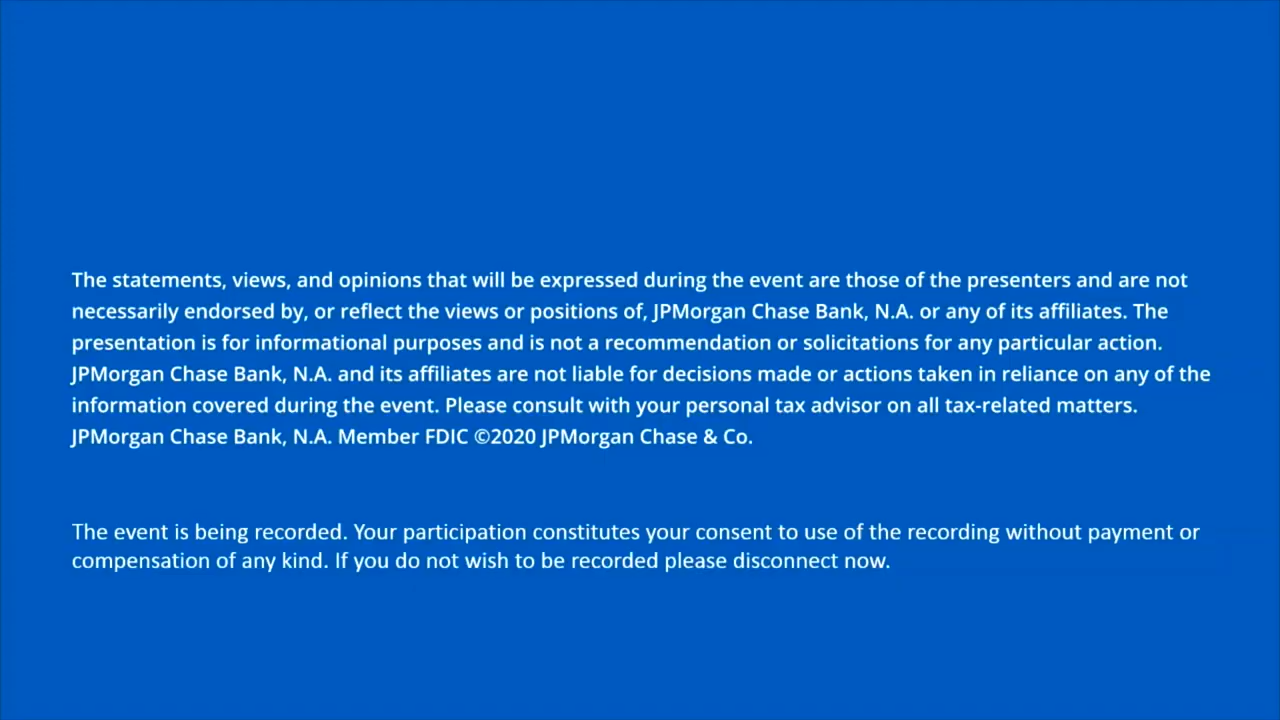 The statements, views, and opinions that will be expressed during the event are those of the presenters and are not
necessarily endorsed by, or reflect the views or positions of, JPMorgan Chase Bank, N.A. or any of its affiliates. The
presentation is for informational purposes and is not a recommendation or solicitations for any particular action.
JPMorgan Chase Bank, N.A. and its affiliates are not liable for decisions made or actions taken in reliance on any of the
information covered during the event. Please consult with your personal tax advisor on all tax-related matters.
JPMorgan Chase Bank, N.A. Member FDIC ©2020 JPMorgan Chase & Co.
The event is being recorded. Your participation constitutes your consent to use of the recording without payment or
compensation of any kind. If you do not wish to be recorded please disconnect now.